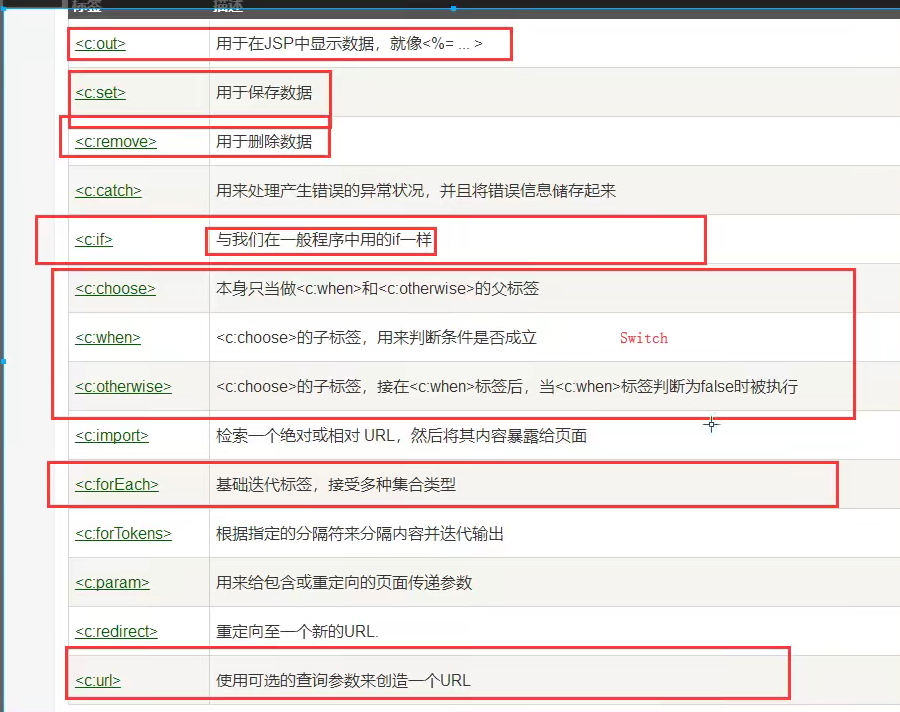 标签 描述
<c:out> 用于在JSP中显示数据，就像<%= ... >
<c:set> 用于保存数据
<c:remove> 用于删除数据
<c:catch> 用来处理产生错误的异常状况，并且将错误信息储存起来
<c:if> 与我们在一般程序中用的if一样
<c:choose> 本身只当做<c:when>和<c:otherwise>的父标签
<c:when> <c:choose>的子标签，用来判断条件是否成立 Switch
<c:otherwise> <c:choose>的子标签，接在<c:when>标签后，当<c:when>标签判断为false时被执行
<c:import> 检索一个绝对或相对 URL，然后将其内容暴露给页面
<c:forEach> 基础迭代标签，接受多种集合类型
<c:forTokens> 根据指定的分隔符来分隔内容并迭代输出
<c:param> 用来给包含或重定向的页面传递参数
<c:redirect> 重定向至一个新的URL.
<c:url> 使用可选的查询参数来创造一个URL